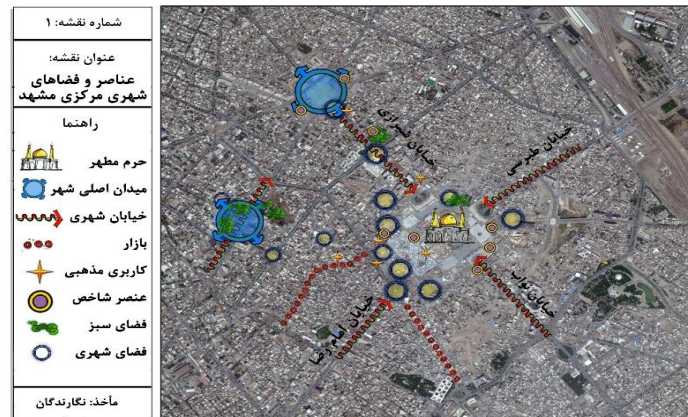 شماره نقشه: ۱
عنوان نقشه:
عناصر و فضاهای
شهری مرکزی مشهد
راهنما
حرم مطهر
میدان اصلی شهر
خیابان شهری
بازار
کاربری مذهبی
عنصر شاخص
فضای سبز
فضای شهری
مأخذ: نگارندگان
خیابان شیرازی
خیابان طبرسی
خیابان نواب
خیابان امام رضا